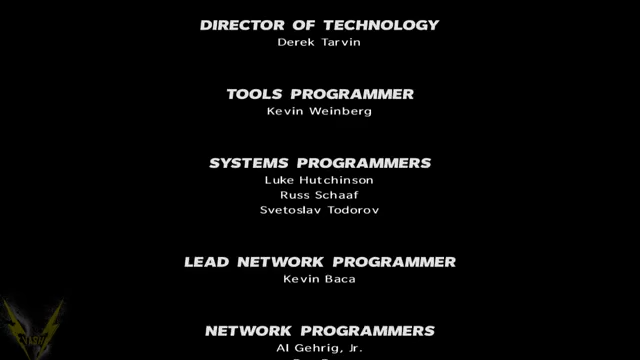 DIRECTOR OF TECHNOLOGY
Derek Tarvin
TOOLS PROGRAMMER
Kevin Weinberg
SYSTEMS PROGRAMMERS
Luke Hutchinson
Russ Schaaf
Svetoslav Todorov
LEAD NETWORK PROGRAMMER
Kevin Baca
NETWORK PROGRAMMERS
Al Gehrig, Jr.